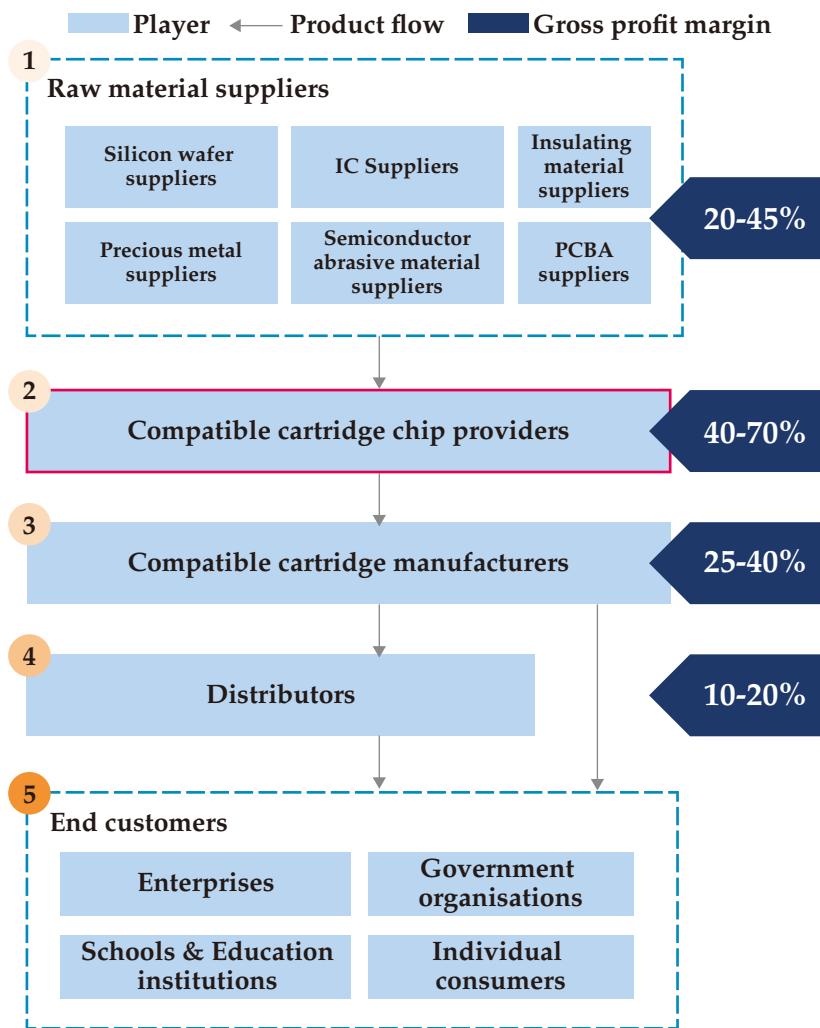 Player
Product flow
Gross profit margin
1
Raw material suppliers
Silicon wafer
suppliers
IC Suppliers
Insulating
material
suppliers
Precious metal
suppliers
Semiconductor
abrasive material
suppliers
PCBA
suppliers
20-45%
2
Compatible cartridge chip providers
40-70%
3
Compatible cartridge manufacturers
25-40%
4
Distributors
10-20%
5
End customers
Enterprises
Government
organisations
Schools & Education
institutions
Individual
consumers